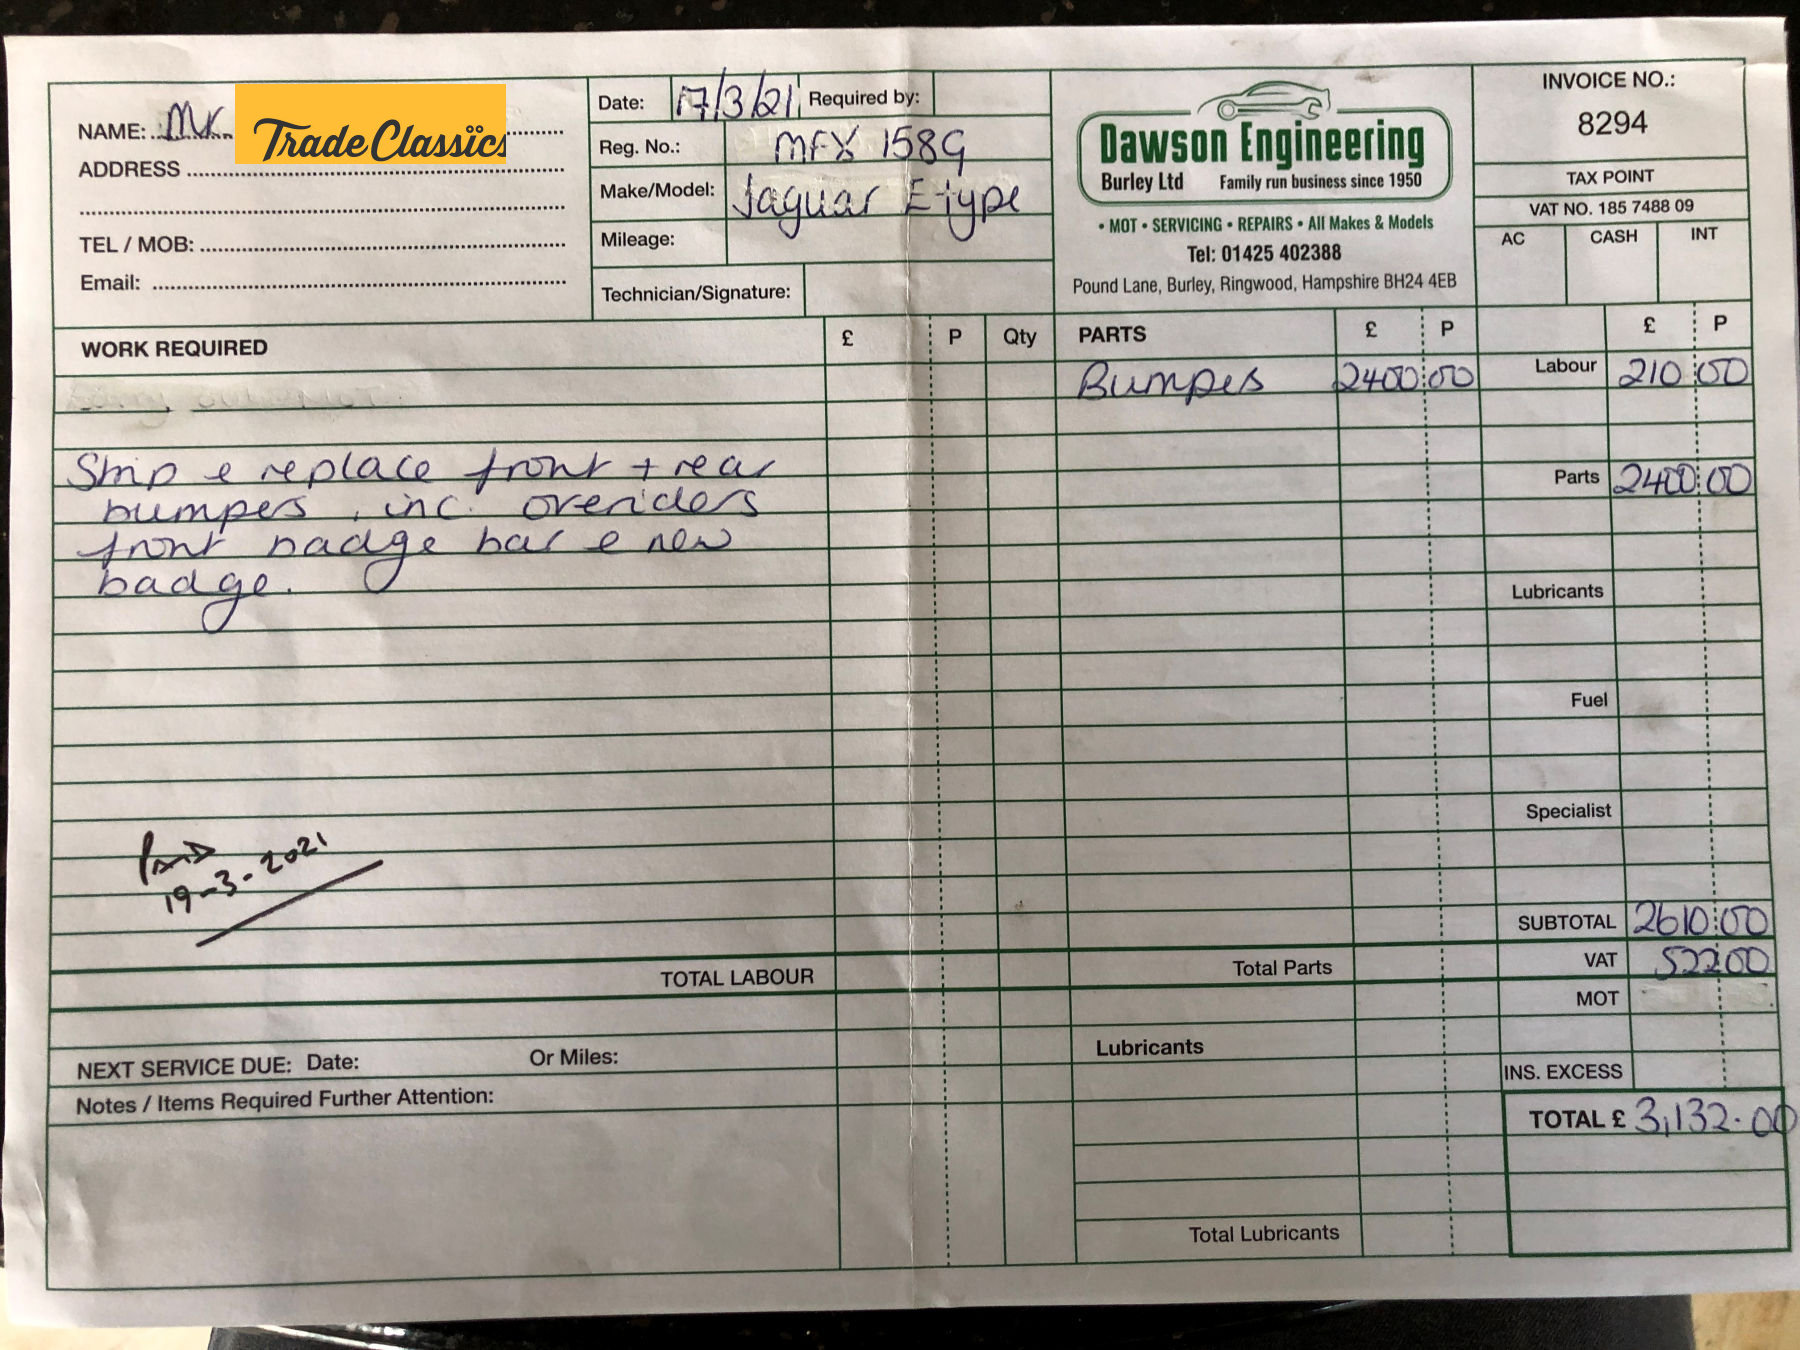 NAME: Mr
Trade Classics
ADDRESS
TEL / MOB:
Email:
Date: 17/3/21 Required by:
Reg. No.: MFX 158G
Make/Model: Jaguar E-type
Mileage:
Technician/Signature:
Dawson Engineering
Burley Ltd Family run business since 1950
• MOT • SERVICING • REPAIRS • All Makes & Models
Tel: 01425 402388
Pound Lane, Burley, Ringwood, Hampshire BH24 4EB
INVOICE NO.:
8294
TAX POINT
VAT NO. 185 7488 09
AC CASH INT
WORK REQUIRED £ P Qty PARTS £ P £ P
Bumpes 2400:00 Labour 210:00
Strip & replace front + rear
bumpers, inc. overiders
front badge bar & new
badge.
Parts 2400:00
Lubricants
Fuel
Specialist
PAID
19-3-2021
SUBTOTAL 2610:00
TOTAL LABOUR Total Parts VAT 522 00
MOT
NEXT SERVICE DUE: Date: Or Miles: Lubricants
INS. EXCESS
Notes / Items Required Further Attention:
TOTAL £ 3,132.00
Total Lubricants